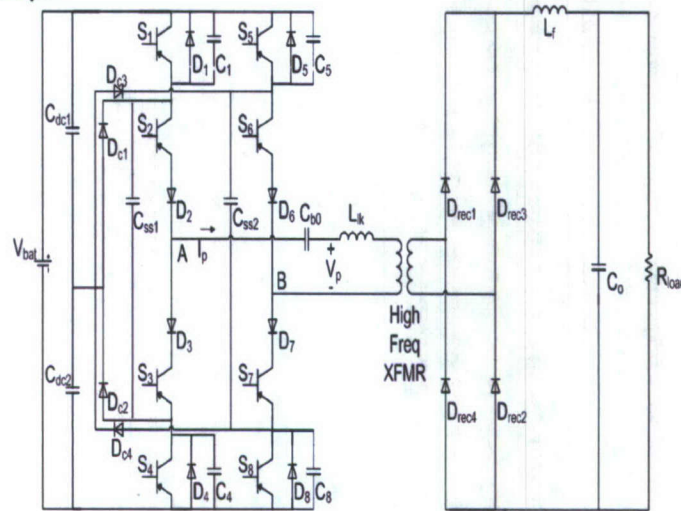 S1
D1
C1
S5
D5
C5
Lf
Dc3
Cdc1
S2
S6
Dc1
Css1
D2
Css2
D6
Cb0
Llk
Drec1
Drec3
Vbat
+
A
Ip
+
Vp
-
B
Co
Rload
High
Freq
XFMR
D3
D7
Cdc2
Dc2
S3
S7
Drec4
Drec2
Dc4
S4
D4
C4
S8
D8
C8